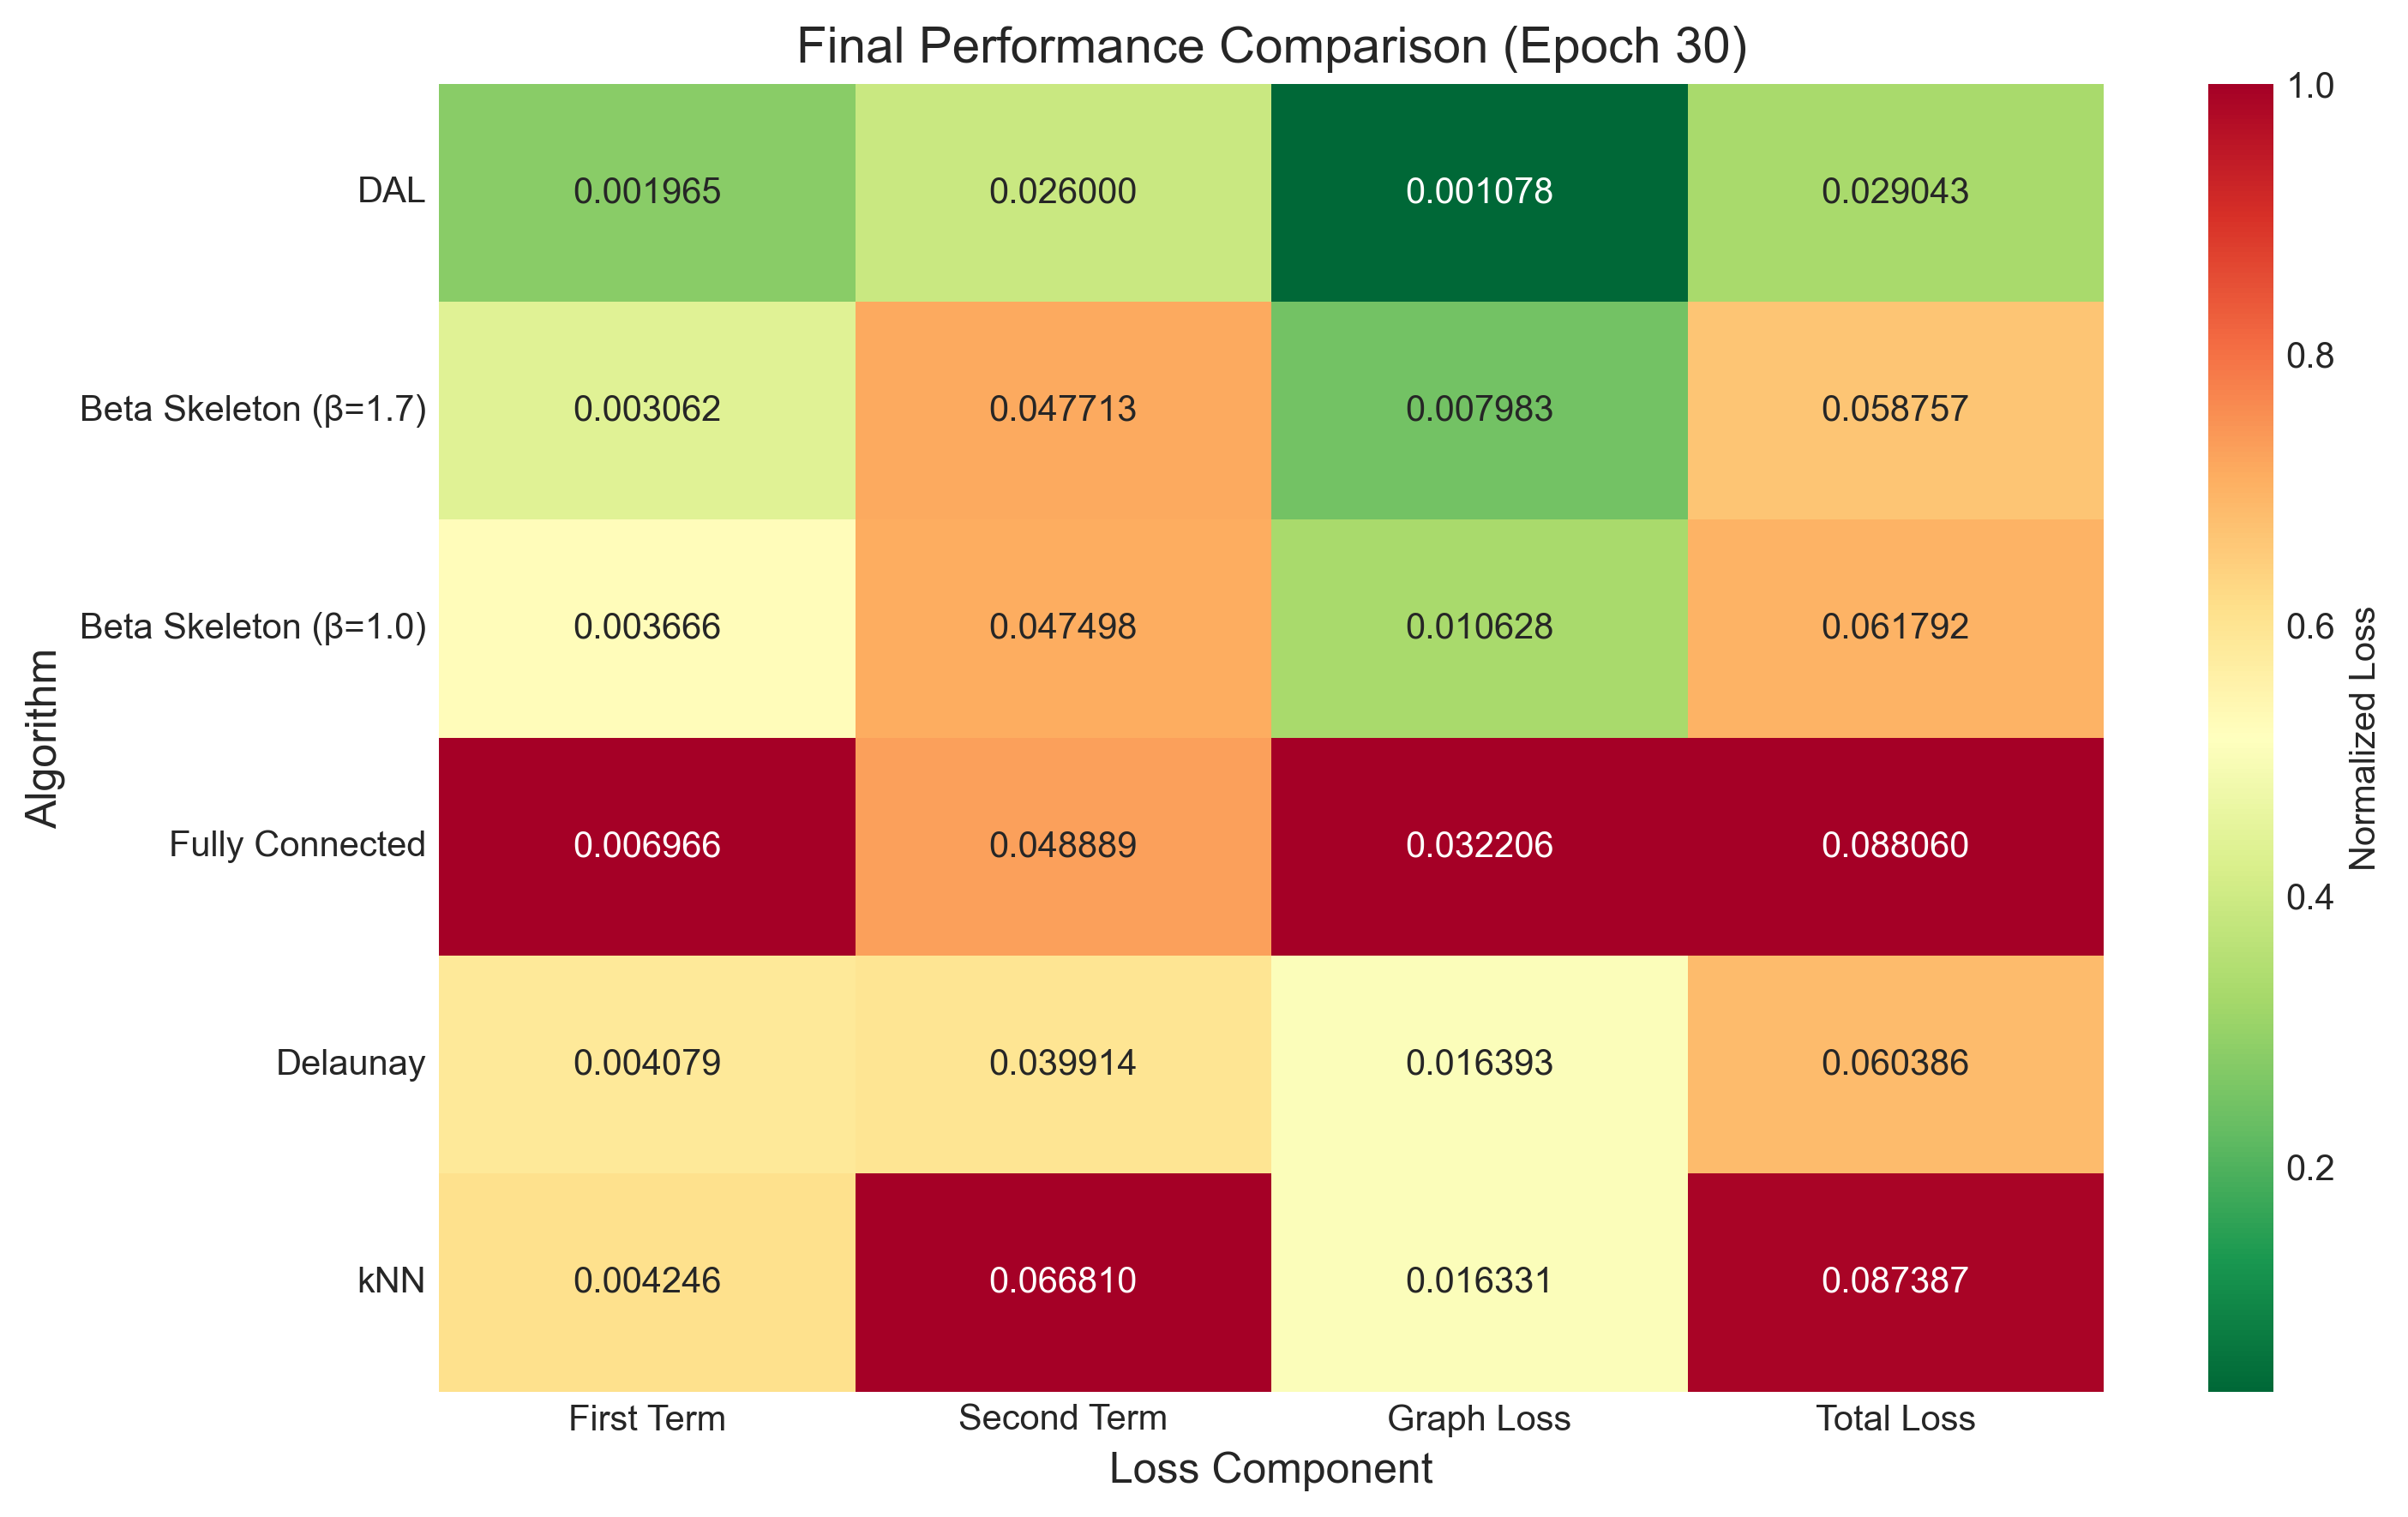 Final Performance Comparison (Epoch 30)
DAL 0.001965 0.026000 0.001078 0.029043
Beta Skeleton (β=1.7) 0.003062 0.047713 0.007983 0.058757
Beta Skeleton (β=1.0) 0.003666 0.047498 0.010628 0.061792
Fully Connected 0.006966 0.048889 0.032206 0.088060
Delaunay 0.004079 0.039914 0.016393 0.060386
kNN 0.004246 0.066810 0.016331 0.087387
First Term Second Term Graph Loss Total Loss
Loss Component
Algorithm
1.0
0.8
0.6
0.4
0.2
Normalized Loss